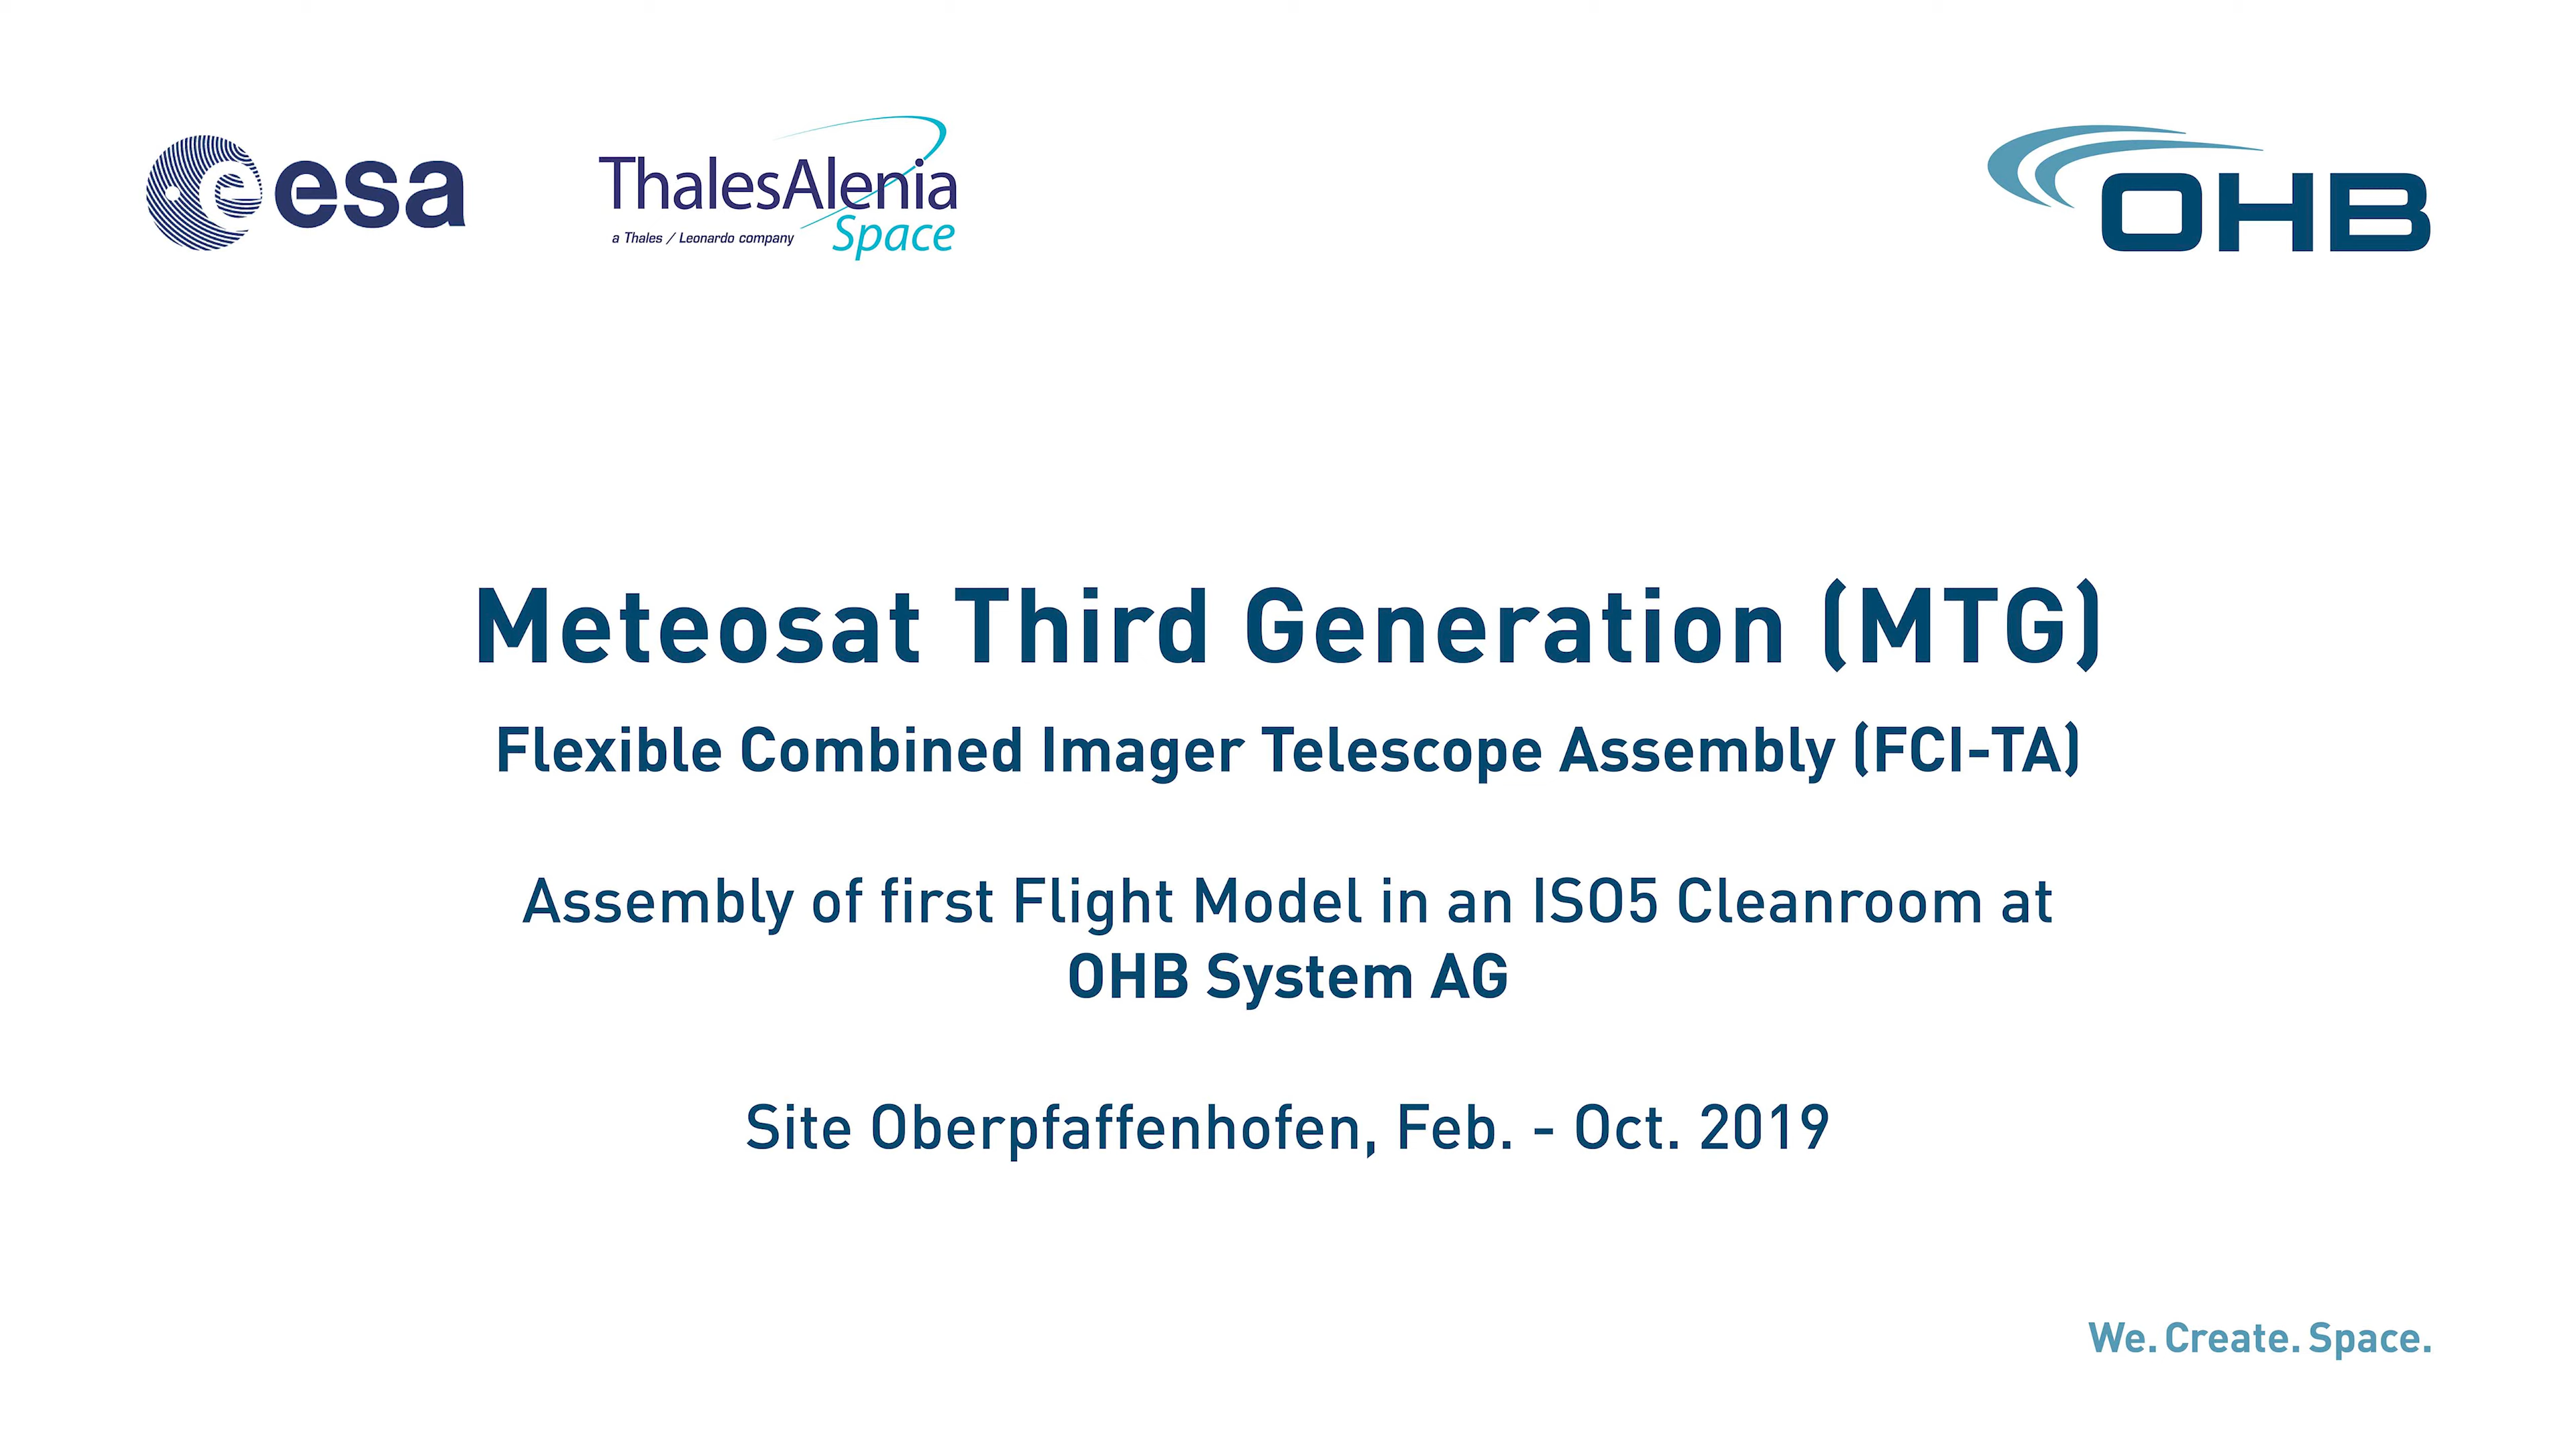 esa
ThalesAlenia
a Thales / Leonardo company
Space
OHB
Meteosat Third Generation (MTG)
Flexible Combined Imager Telescope Assembly (FCI-TA)
Assembly of first Flight Model in an ISO5 Cleanroom at
OHB System AG
Site Oberpfaffenhofen, Feb. - Oct. 2019
We. Create. Space.